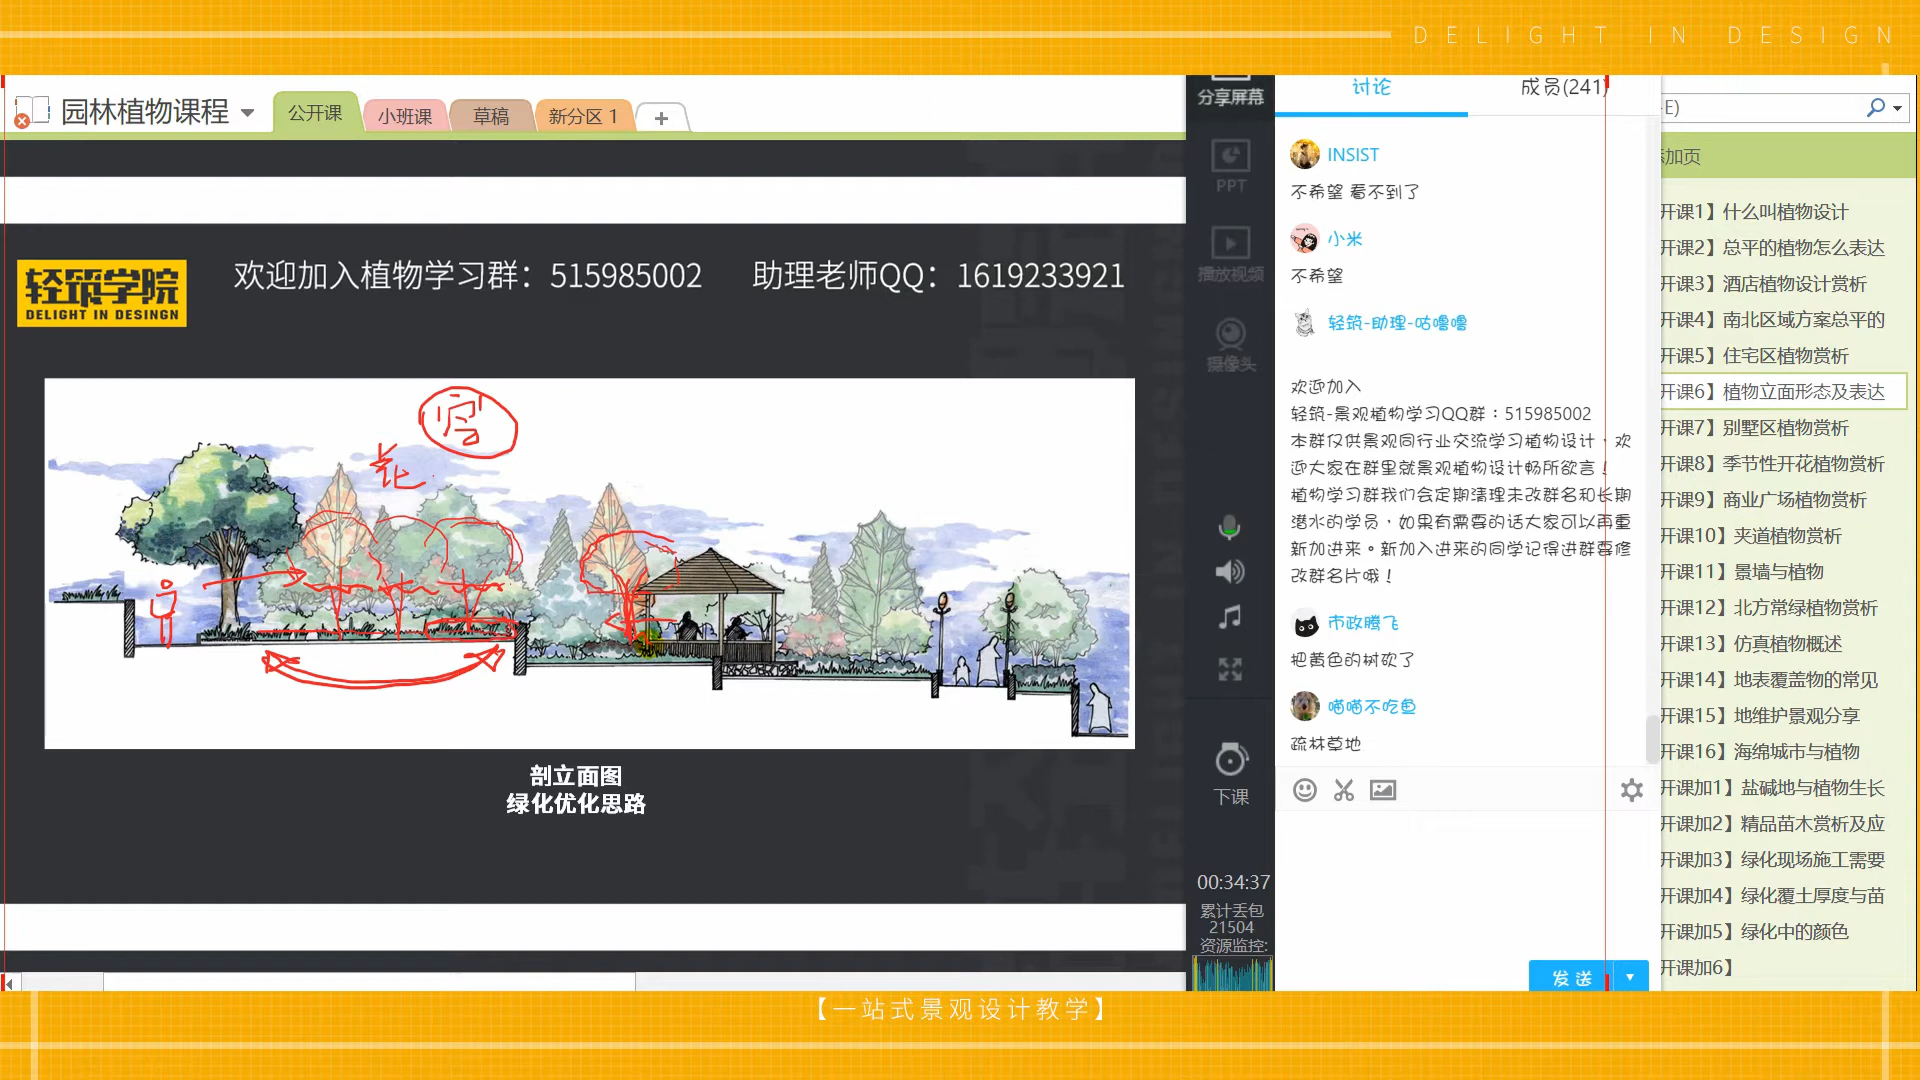 DELIGHT IN DESIGN
园林植物课程
公开课
小班课
草稿
新分区 1
轻筑学院
DELIGHT IN DESINGN
欢迎加入植物学习群：515985002
助理老师QQ：1619233921
剖立面图
绿化优化思路
分享屏幕
PPT
播放视频
摄像头
下课
00:34:37
累计丢包
21504
资源监控:
讨论
成员(241)
INSIST
不希望 看不到了
小米
不希望
轻筑-助理-咕噜噜
欢迎加入
轻筑-景观植物学习QQ群：515985002
本群仅供景观同行业交流学习植物设计，欢
迎大家在群里就景观植物设计畅所欲言！
植物学习群我们会定期清理未改群名和长期
潜水的学员，如果有需要的话大家可以再重
新加进来。新加入进来的同学记得进群要修
改群名片哦！
市政腾飞
把黄色的树砍了
喵喵不吃鱼
疏林草地
发送
E)
加页
开课1】什么叫植物设计
开课2】总平的植物怎么表达
开课3】酒店植物设计赏析
开课4】南北区域方案总平的
开课5】住宅区植物赏析
开课6】植物立面形态及表达
开课7】别墅区植物赏析
开课8】季节性开花植物赏析
开课9】商业广场植物赏析
开课10】夹道植物赏析
开课11】景墙与植物
开课12】北方常绿植物赏析
开课13】仿真植物概述
开课14】地表覆盖物的常见
开课15】地维护景观分享
开课16】海绵城市与植物
开课加1】盐碱地与植物生长
开课加2】精品苗木赏析及应
开课加3】绿化现场施工需要
开课加4】绿化覆土厚度与苗
开课加5】绿化中的颜色
开课加6】
【一站式景观设计教学】